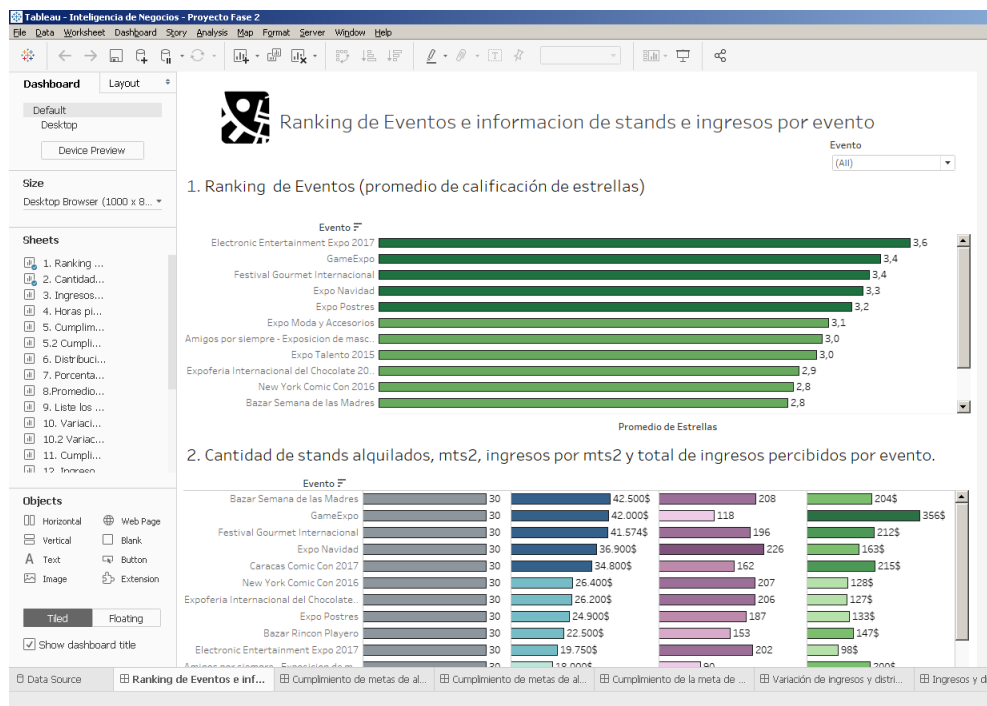 Tableau - Inteligencia de Negocios - Proyecto Fase 2
File Data Worksheet Dashboard Story Analysis Map Format Server Window Help
Dashboard Layout
Default
Desktop
Device Preview
Size
Desktop Browser (1000 x 8...
Sheets
1. Ranking ...
2. Cantidad...
3. Ingresos...
4. Horas pi...
5. Cumplim...
5.2 Cumpli...
6. Distribuci...
7. Porcenta...
8.Promedio...
9. Liste los ...
10. Variaci...
10.2 Variac...
11. Cumpli...
12. Ingreso
Objects
Horizontal Web Page
Vertical Blank
Text Button
Image Extension
Tiled Floating
Show dashboard title
Ranking de Eventos e informacion de stands e ingresos por evento
Evento
(All)
1. Ranking de Eventos (promedio de calificación de estrellas)
Evento
Electronic Entertainment Expo 2017 3,6
GameExpo 3,4
Festival Gourmet Internacional 3,4
Expo Navidad 3,3
Expo Postres 3,2
Expo Moda y Accesorios 3,1
Amigos por siempre - Exposicion de masc.. 3,0
Expo Talento 2015 3,0
Expoferia Internacional del Chocolate 20.. 2,9
New York Comic Con 2016 2,8
Bazar Semana de las Madres 2,8
Promedio de Estrellas
2. Cantidad de stands alquilados, mts2, ingresos por mts2 y total de ingresos percibidos por evento.
Evento
Bazar Semana de las Madres 30 42.500$ 208 204$
GameExpo 30 42.000$ 118 356$
Festival Gourmet Internacional 30 41.574$ 196 212$
Expo Navidad 30 36.900$ 226 163$
Caracas Comic Con 2017 30 34.800$ 162 215$
New York Comic Con 2016 30 26.400$ 207 128$
Expoferia Internacional del Chocolate.. 30 26.200$ 206 127$
Expo Postres 30 24.900$ 187 133$
Bazar Rincon Playero 30 22.500$ 153 147$
Electronic Entertainment Expo 2017 30 19.750$ 202 98$
Amigos por siempre - Exposicion de m... 30 18.000$ 90 200$
Data Source Ranking de Eventos e inf... Cumplimiento de metas de al... Cumplimiento de metas de al... Cumplimiento de la meta de ... Variación de ingresos y distri... Ingresos y di